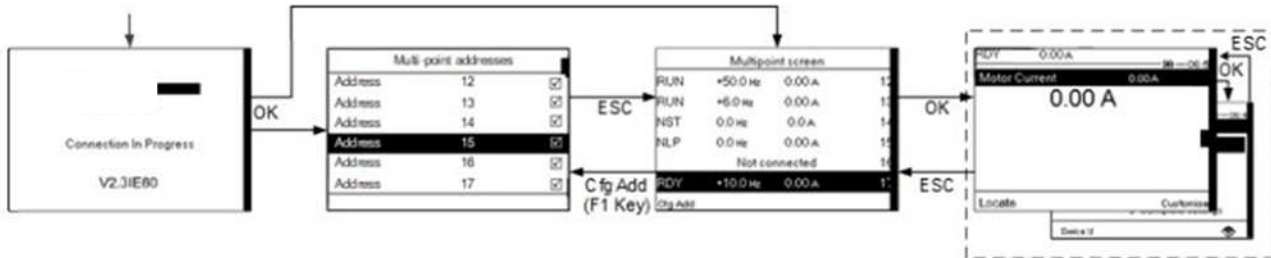 Connection In Progress
V2.3IE60
OK
Multi-point addresses
Address 12
Address 13
Address 14
Address 15
Address 16
Address 17
ESC
Cfg Add
(F1 Key)
Multipoint screen
RUN +50.0 Hz 0.00 A 12
RUN +6.0 Hz 0.00 A 13
NST 0.0 Hz 0.0 A 14
NLP 0.0 Hz 0.00 A 15
Not connected 16
RDY +10.0 Hz 0.00 A 17
Cfg Add
OK
ESC
RDY 0.00 A
Motor Current 0.00 A
0.00 A
Locate Customise
ESC
OK
Device U